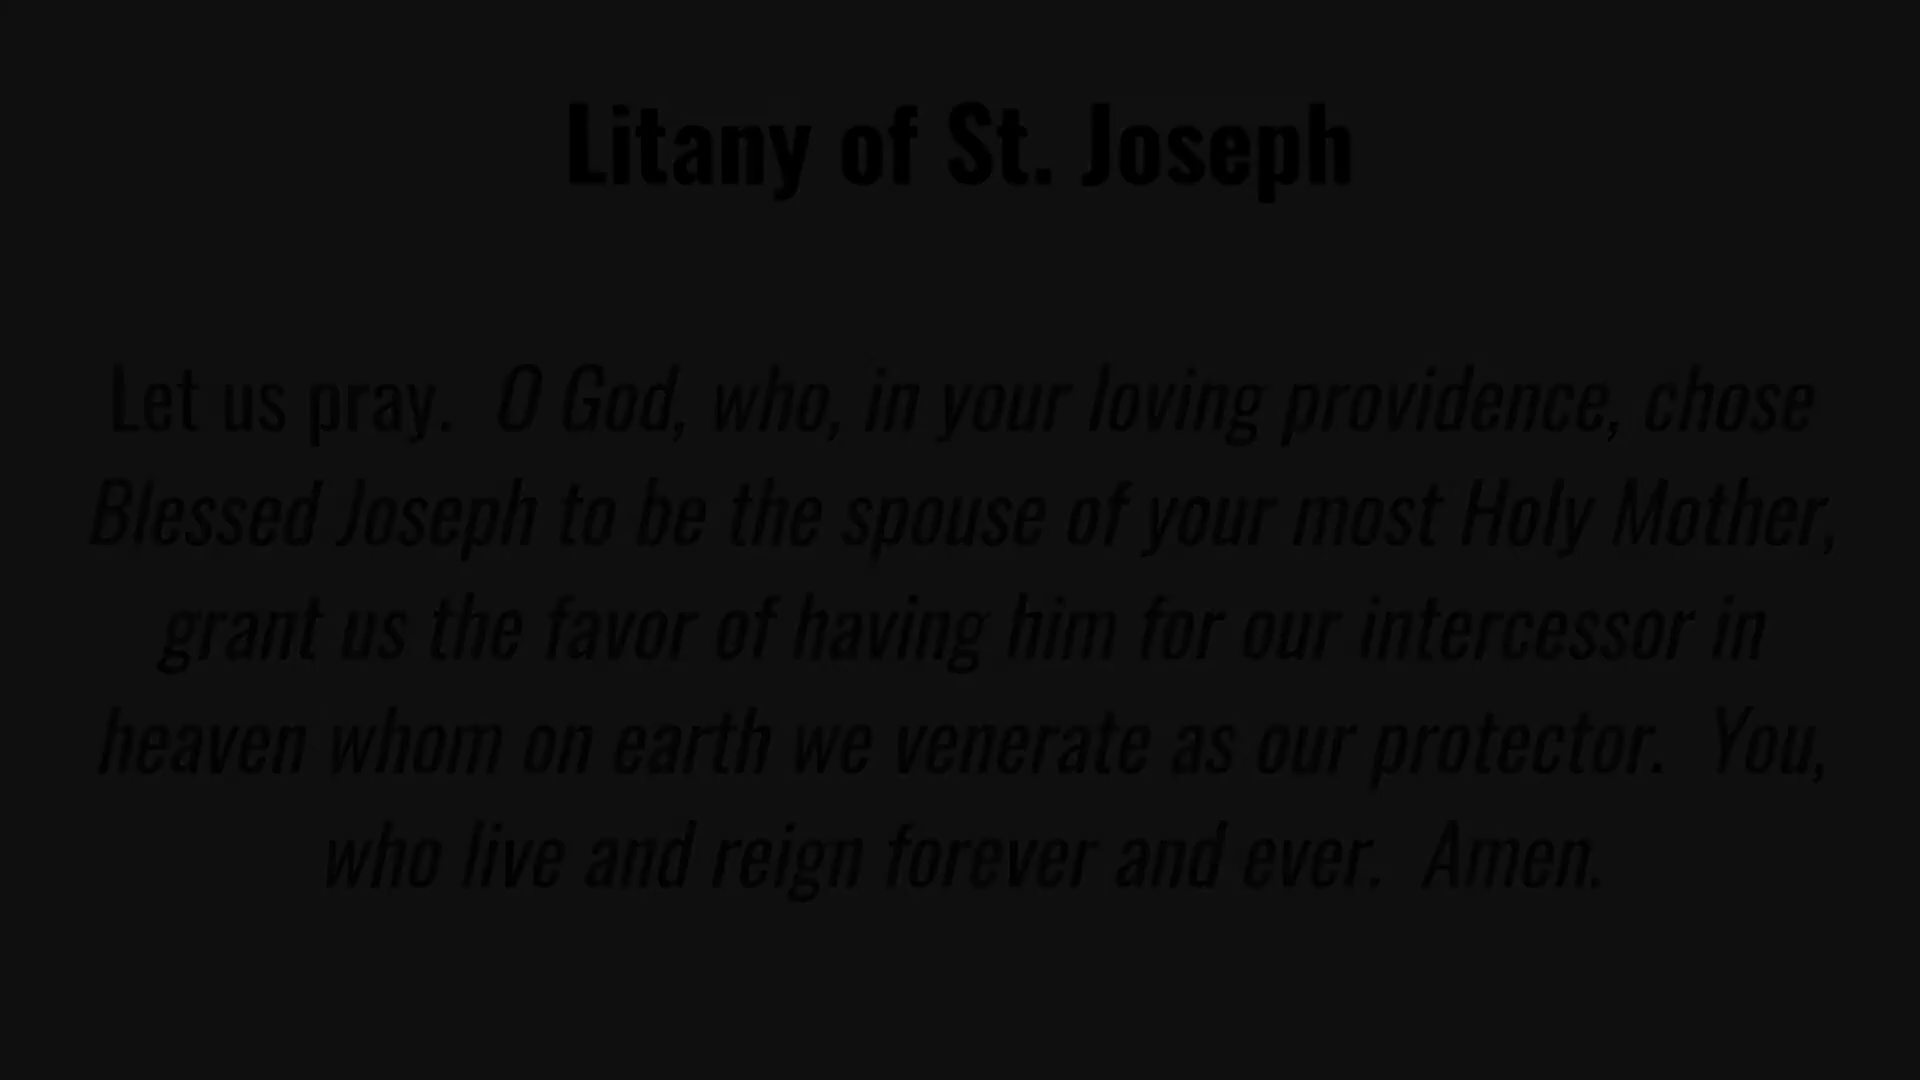 Litany of St. Joseph
Let us pray.  O God, who, in your loving providence, chose
Blessed Joseph to be the spouse of your most Holy Mother,
grant us the favor of having him for our intercessor in
heaven whom on earth we venerate as our protector.  You,
who live and reign forever and ever.  Amen.